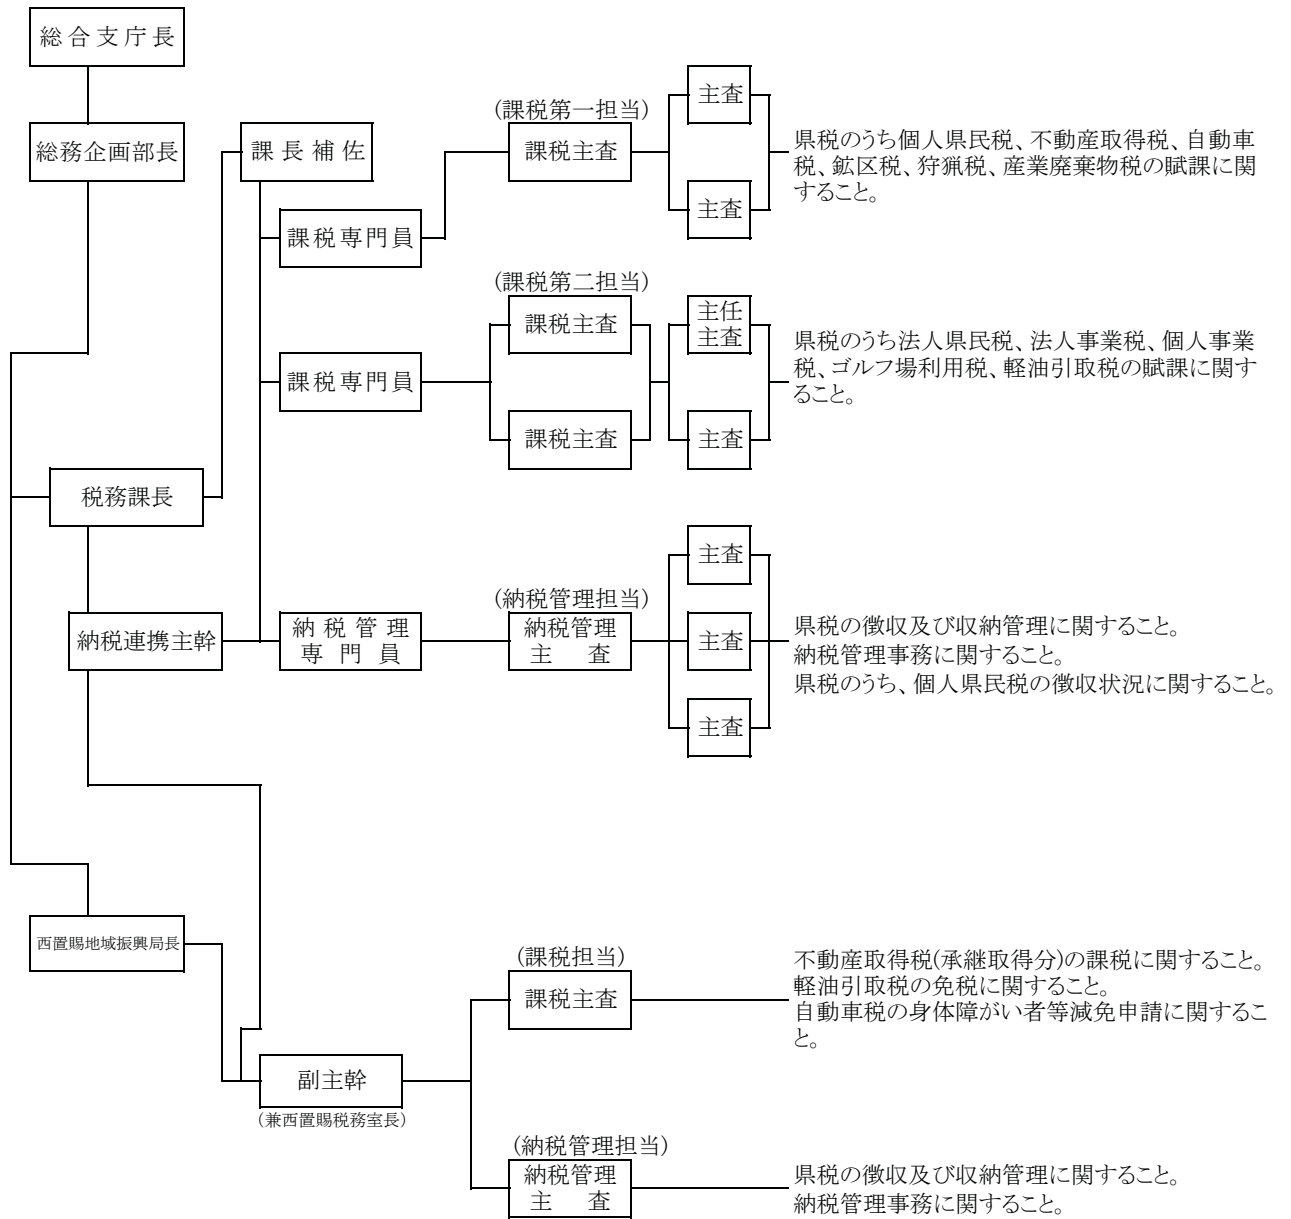 総合支庁長
総務企画部長
課長補佐
(課税第一担当)
課税主査
主査
主査
県税のうち個人県民税、不動産取得税、自動車
税、鉱区税、狩猟税、産業廃棄物税の賦課に関
すること。
課税専門員
(課税第二担当)
課税主査
課税主査
主任
主査
主査
県税のうち法人県民税、法人事業税、個人事業
税、ゴルフ場利用税、軽油引取税の賦課に関す
ること。
課税専門員
税務課長
納税連携主幹
納税管理
専門員
(納税管理担当)
納税管理
主査
主査
主査
主査
県税の徴収及び収納管理に関すること。
納税管理事務に関すること。
県税のうち、個人県民税の徴収状況に関すること。
西置賜地域振興局長
副主幹
(兼西置賜税務室長)
(課税担当)
課税主査
不動産取得税(承継取得分)の課税に関すること。
軽油引取税の免税に関すること。
自動車税の身体障がい者等減免申請に関するこ
と。
(納税管理担当)
納税管理
主査
県税の徴収及び収納管理に関すること。
納税管理事務に関すること。